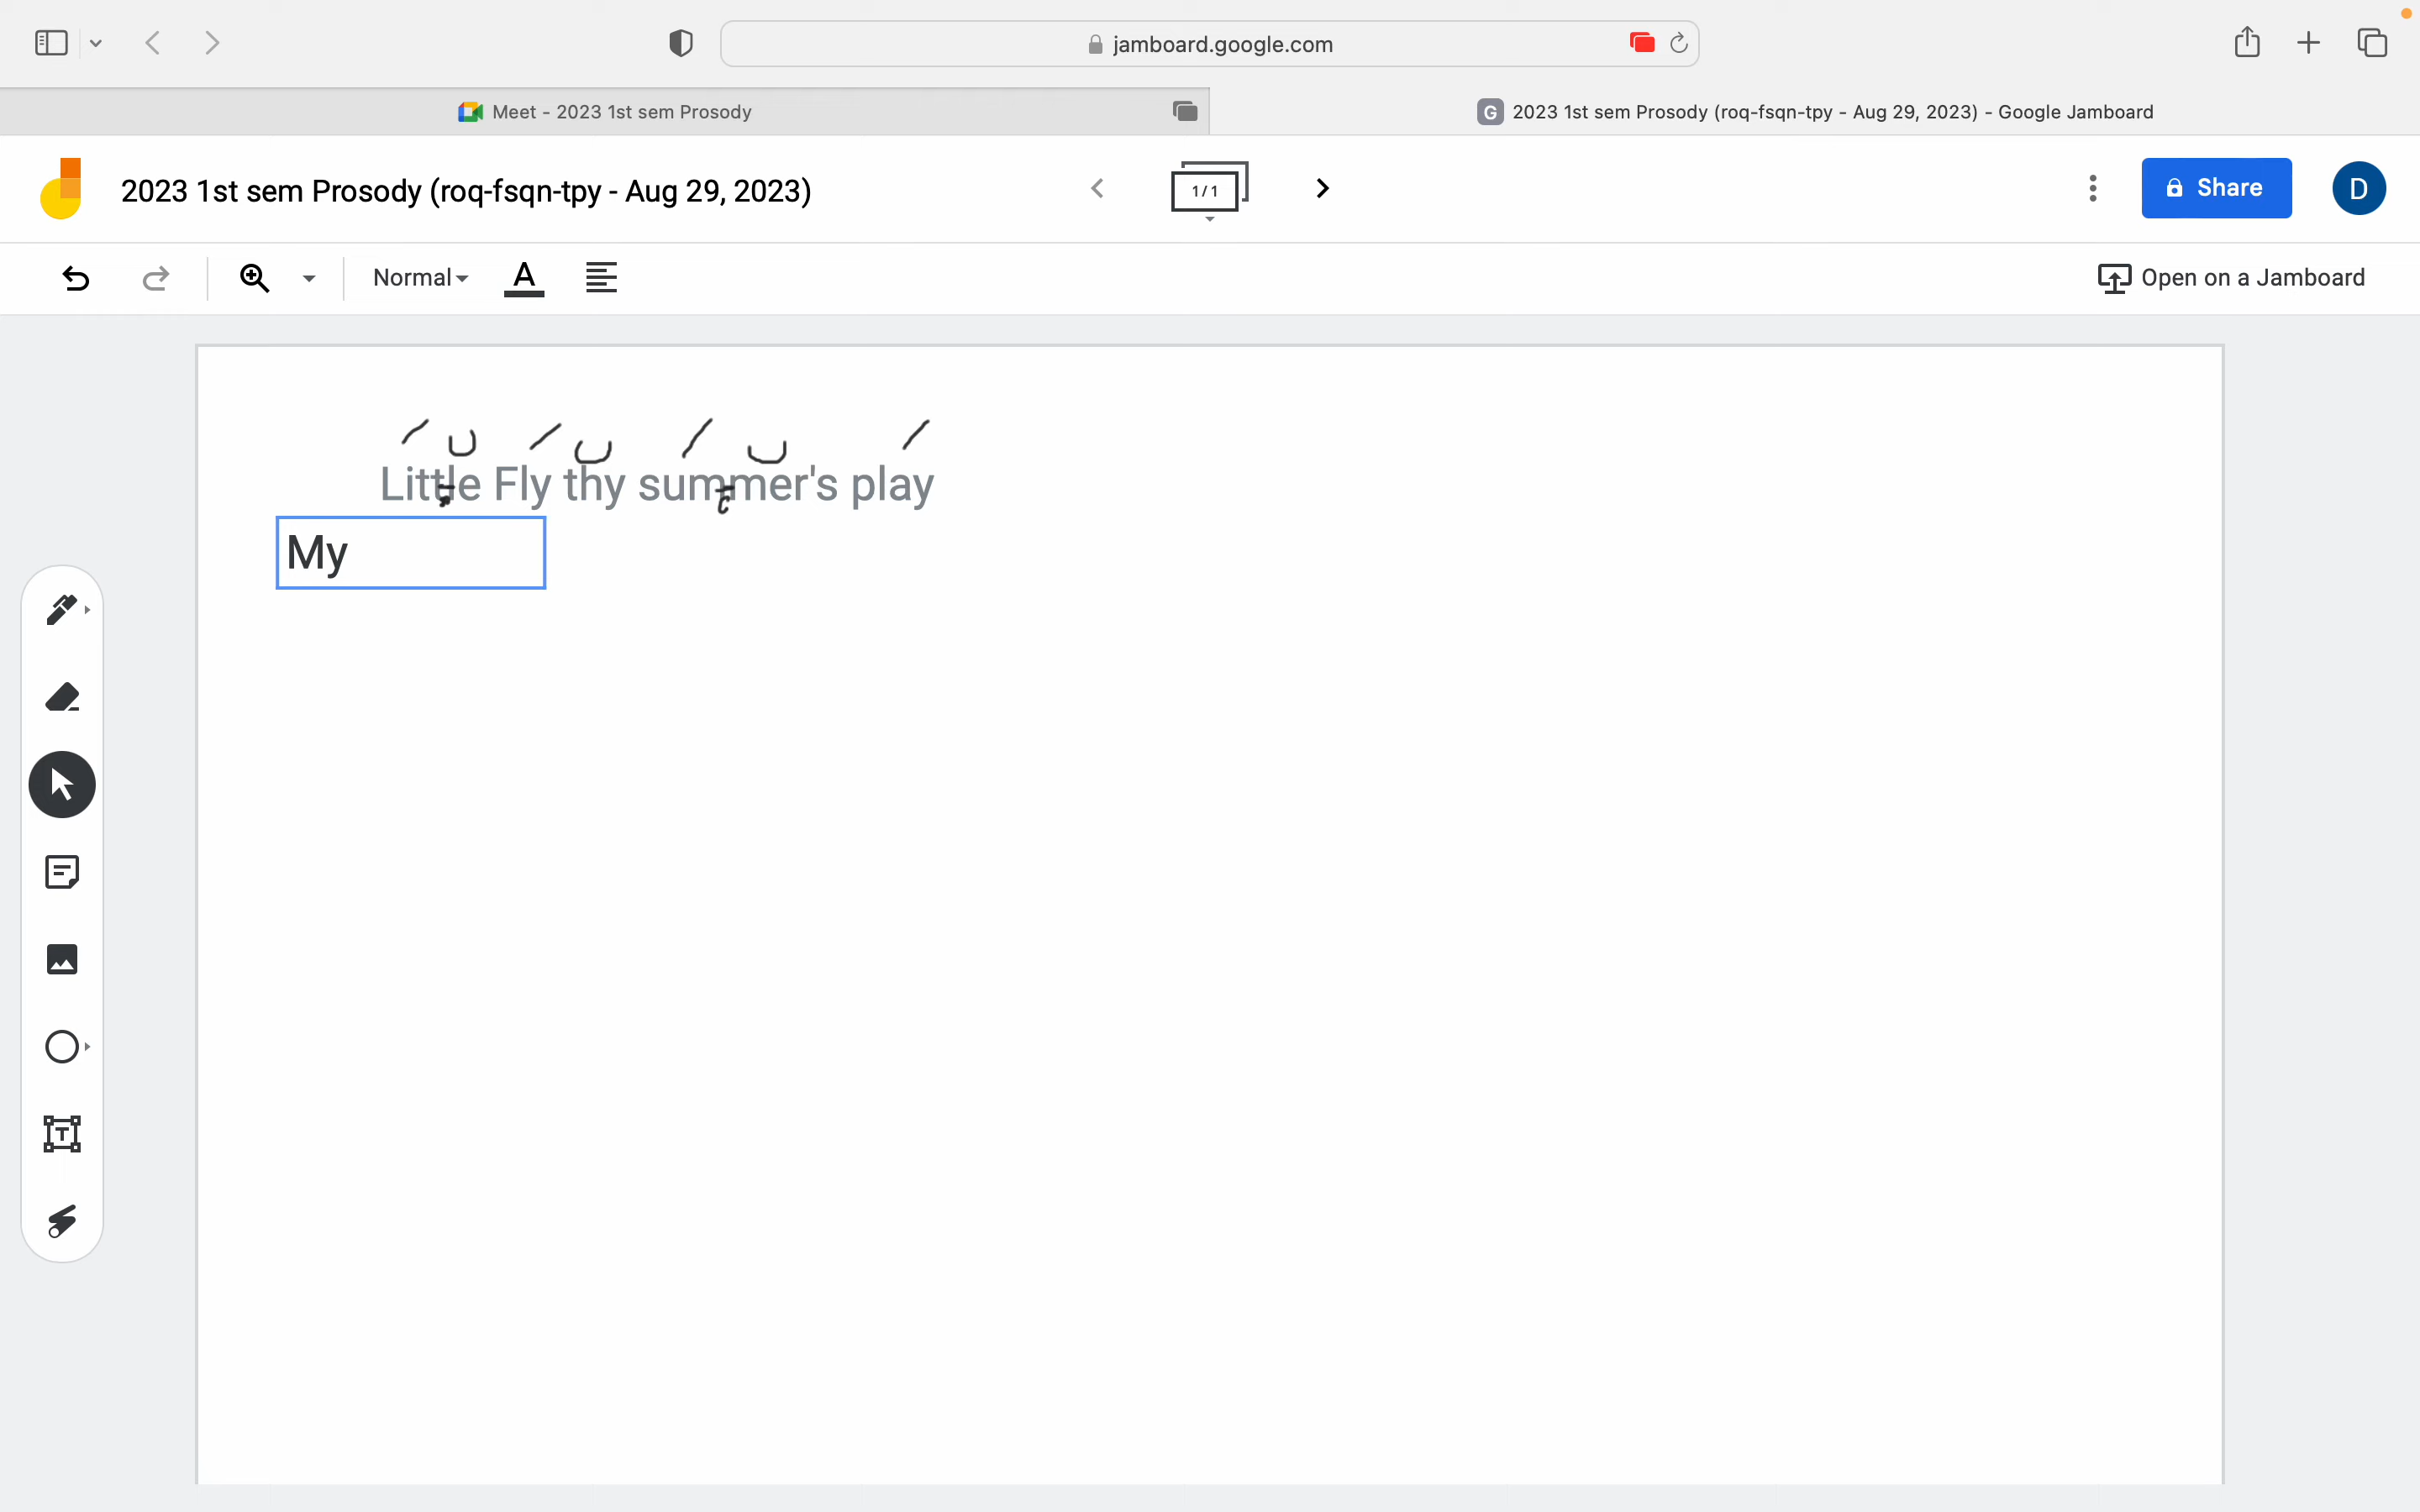 jamboard.google.com
Meet - 2023 1st sem Prosody
G 2023 1st sem Prosody (roq-fsqn-tpy - Aug 29, 2023) - Google Jamboard
2023 1st sem Prosody (roq-fsqn-tpy - Aug 29, 2023)
1/1
Share
D
Normal
A
Open on a Jamboard
Little Fly thy summer's play
My
T